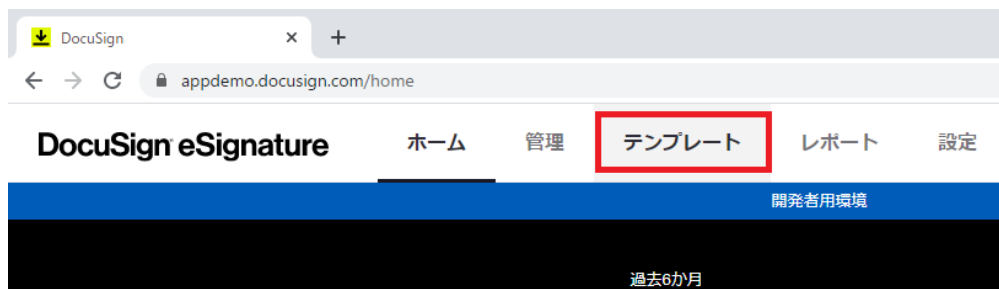 DocuSign
appdemo.docusign.com/home
DocuSign eSignature ホーム 管理 テンプレート レポート 設定
開発者用環境
過去6か月